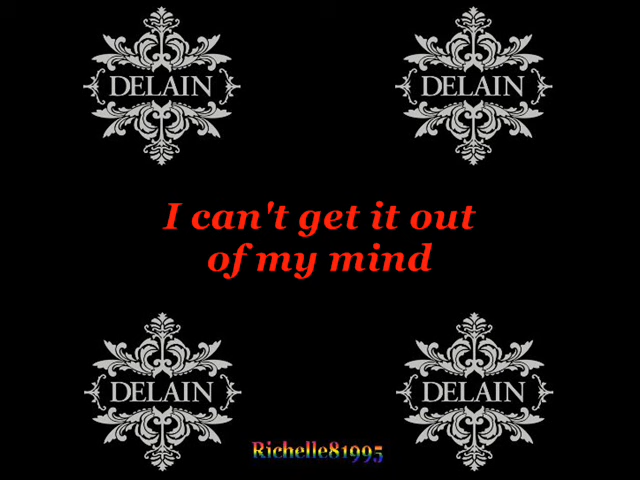 DELAIN DELAIN
I can't get it out
of my mind
DELAIN DELAIN
Richelle81995